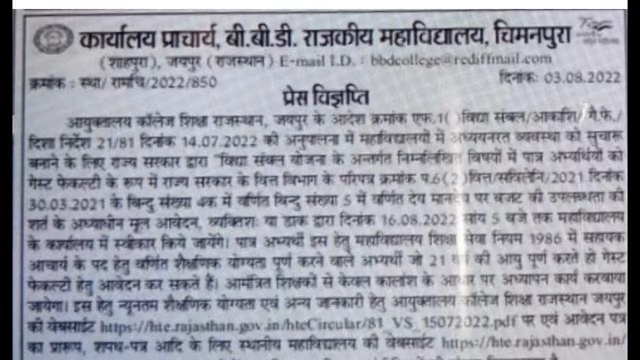 कार्यालय प्राचार्य, बी.बी.डी. राजकीय महाविद्यालय, चिमनपुरा
(शाहपुरा), जयपुर (राजस्थान) E-mail I.D. : bbdcollege@rediffmail.com
क्रमांक : स्था/ रामचि/2022/850 दिनांक: 03.08.2022
प्रेस विज्ञप्ति
आयुक्तालय कॉलेज शिक्षा राजस्थान, जयपुर के आदेश क्रमांक एफ.1( )विद्या संबल/आकाशि/ गै.फे./
दिशा निर्देश 21/81 दिनांक 14.07.2022 की अनुपालना में महाविद्यालयों में अध्ययनरत व्यवस्था को सुचारू
बनाने के लिए राज्य सरकार द्वारा "विद्या संबल योजना के अन्तर्गत निम्नलिखित विषयों में पात्र अभ्यर्थियों को
गेस्ट फेकल्टी के रूप में राज्य सरकार के वित्त विभाग के परिपत्र क्रमांक प.6(2)वित्त/सविलेनि/2021 दिनांक
30.03.2021 के बिन्दु संख्या 4क में वर्णित बिन्दु संख्या 5 में वर्णित देय मानदेय पर बजट की उपलब्धता की
शर्त के अध्याधीन मूल आवेदन, व्यक्तिशः या डाक द्वारा दिनांक 16.08.2022 सांय 5 बजे तक महाविद्यालय
के कार्यालय में स्वीकार किये जायेंगे। पात्र अभ्यर्थी इस हेतु महाविद्यालय शिक्षा सेवा नियम 1986 में सहायक
आचार्य के पद हेतु वर्णित शैक्षणिक योग्यता पूर्ण करने वाले अभ्यर्थी जो 21 वर्ष की आयु पूर्ण करते हो गेस्ट
फेकल्टी हेतु आवेदन कर सकते हैं। आमंत्रित शिक्षकों से केवल कालांश के आधार पर अध्यापन कार्य करवाया
जायेगा। इस हेतु न्यूनतम शैक्षणिक योग्यता एवं अन्य जानकारी हेतु आयुक्तालय कॉलेज शिक्षा राजस्थान जयपुर
की वेबसाईट https://hte.rajasthan.gov.in/hteCircular/81_VS_15072022.pdf पर एवं आवेदन पत्र
का प्रारूप, शपथ-पत्र आदि के लिए स्थानीय महाविद्यालय की वेबसाईट https://hte.rajasthan.gov.in/